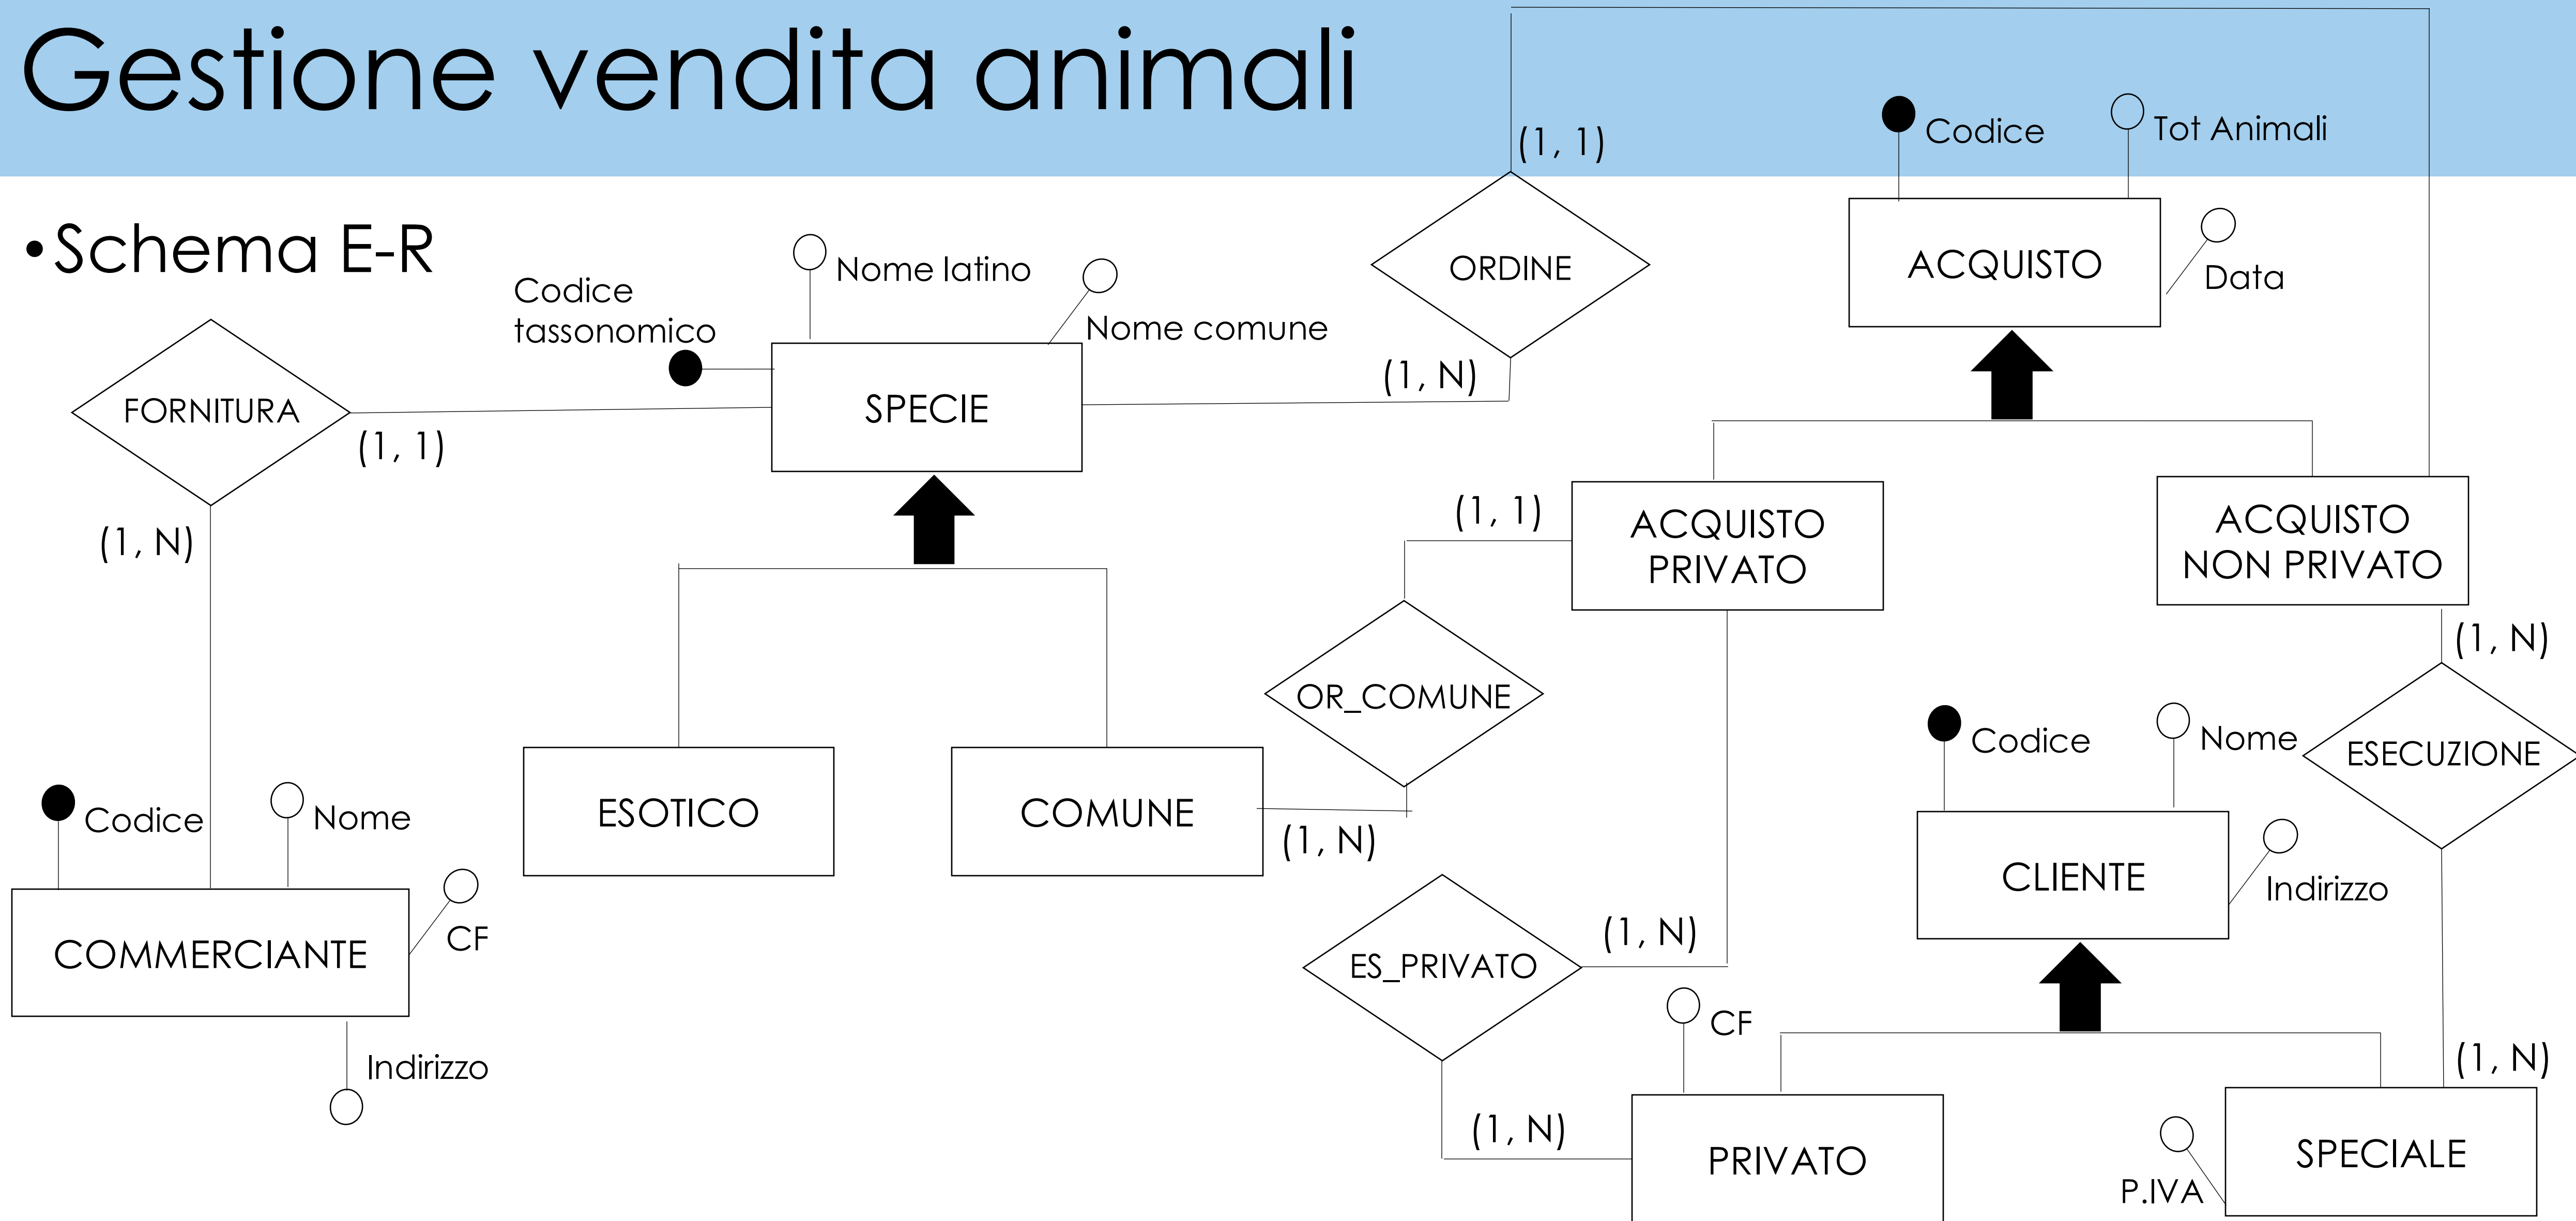 Gestione vendita animali
•Schema E-R
(1, 1)
Codice
Tot Animali
ORDINE
ACQUISTO
Data
Codice
tassonomico
Nome latino
Nome comune
(1, N)
FORNITURA
(1, 1)
SPECIE
(1, N)
(1, 1)
ACQUISTO
PRIVATO
ACQUISTO
NON PRIVATO
(1, N)
OR_COMUNE
Codice
Nome
ESECUZIONE
Codice
Nome
ESOTICO
COMUNE
(1, N)
CLIENTE
Indirizzo
COMMERCIANTE
CF
ES_PRIVATO
(1, N)
CF
Indirizzo
(1, N)
(1, N)
PRIVATO
P.IVA
SPECIALE